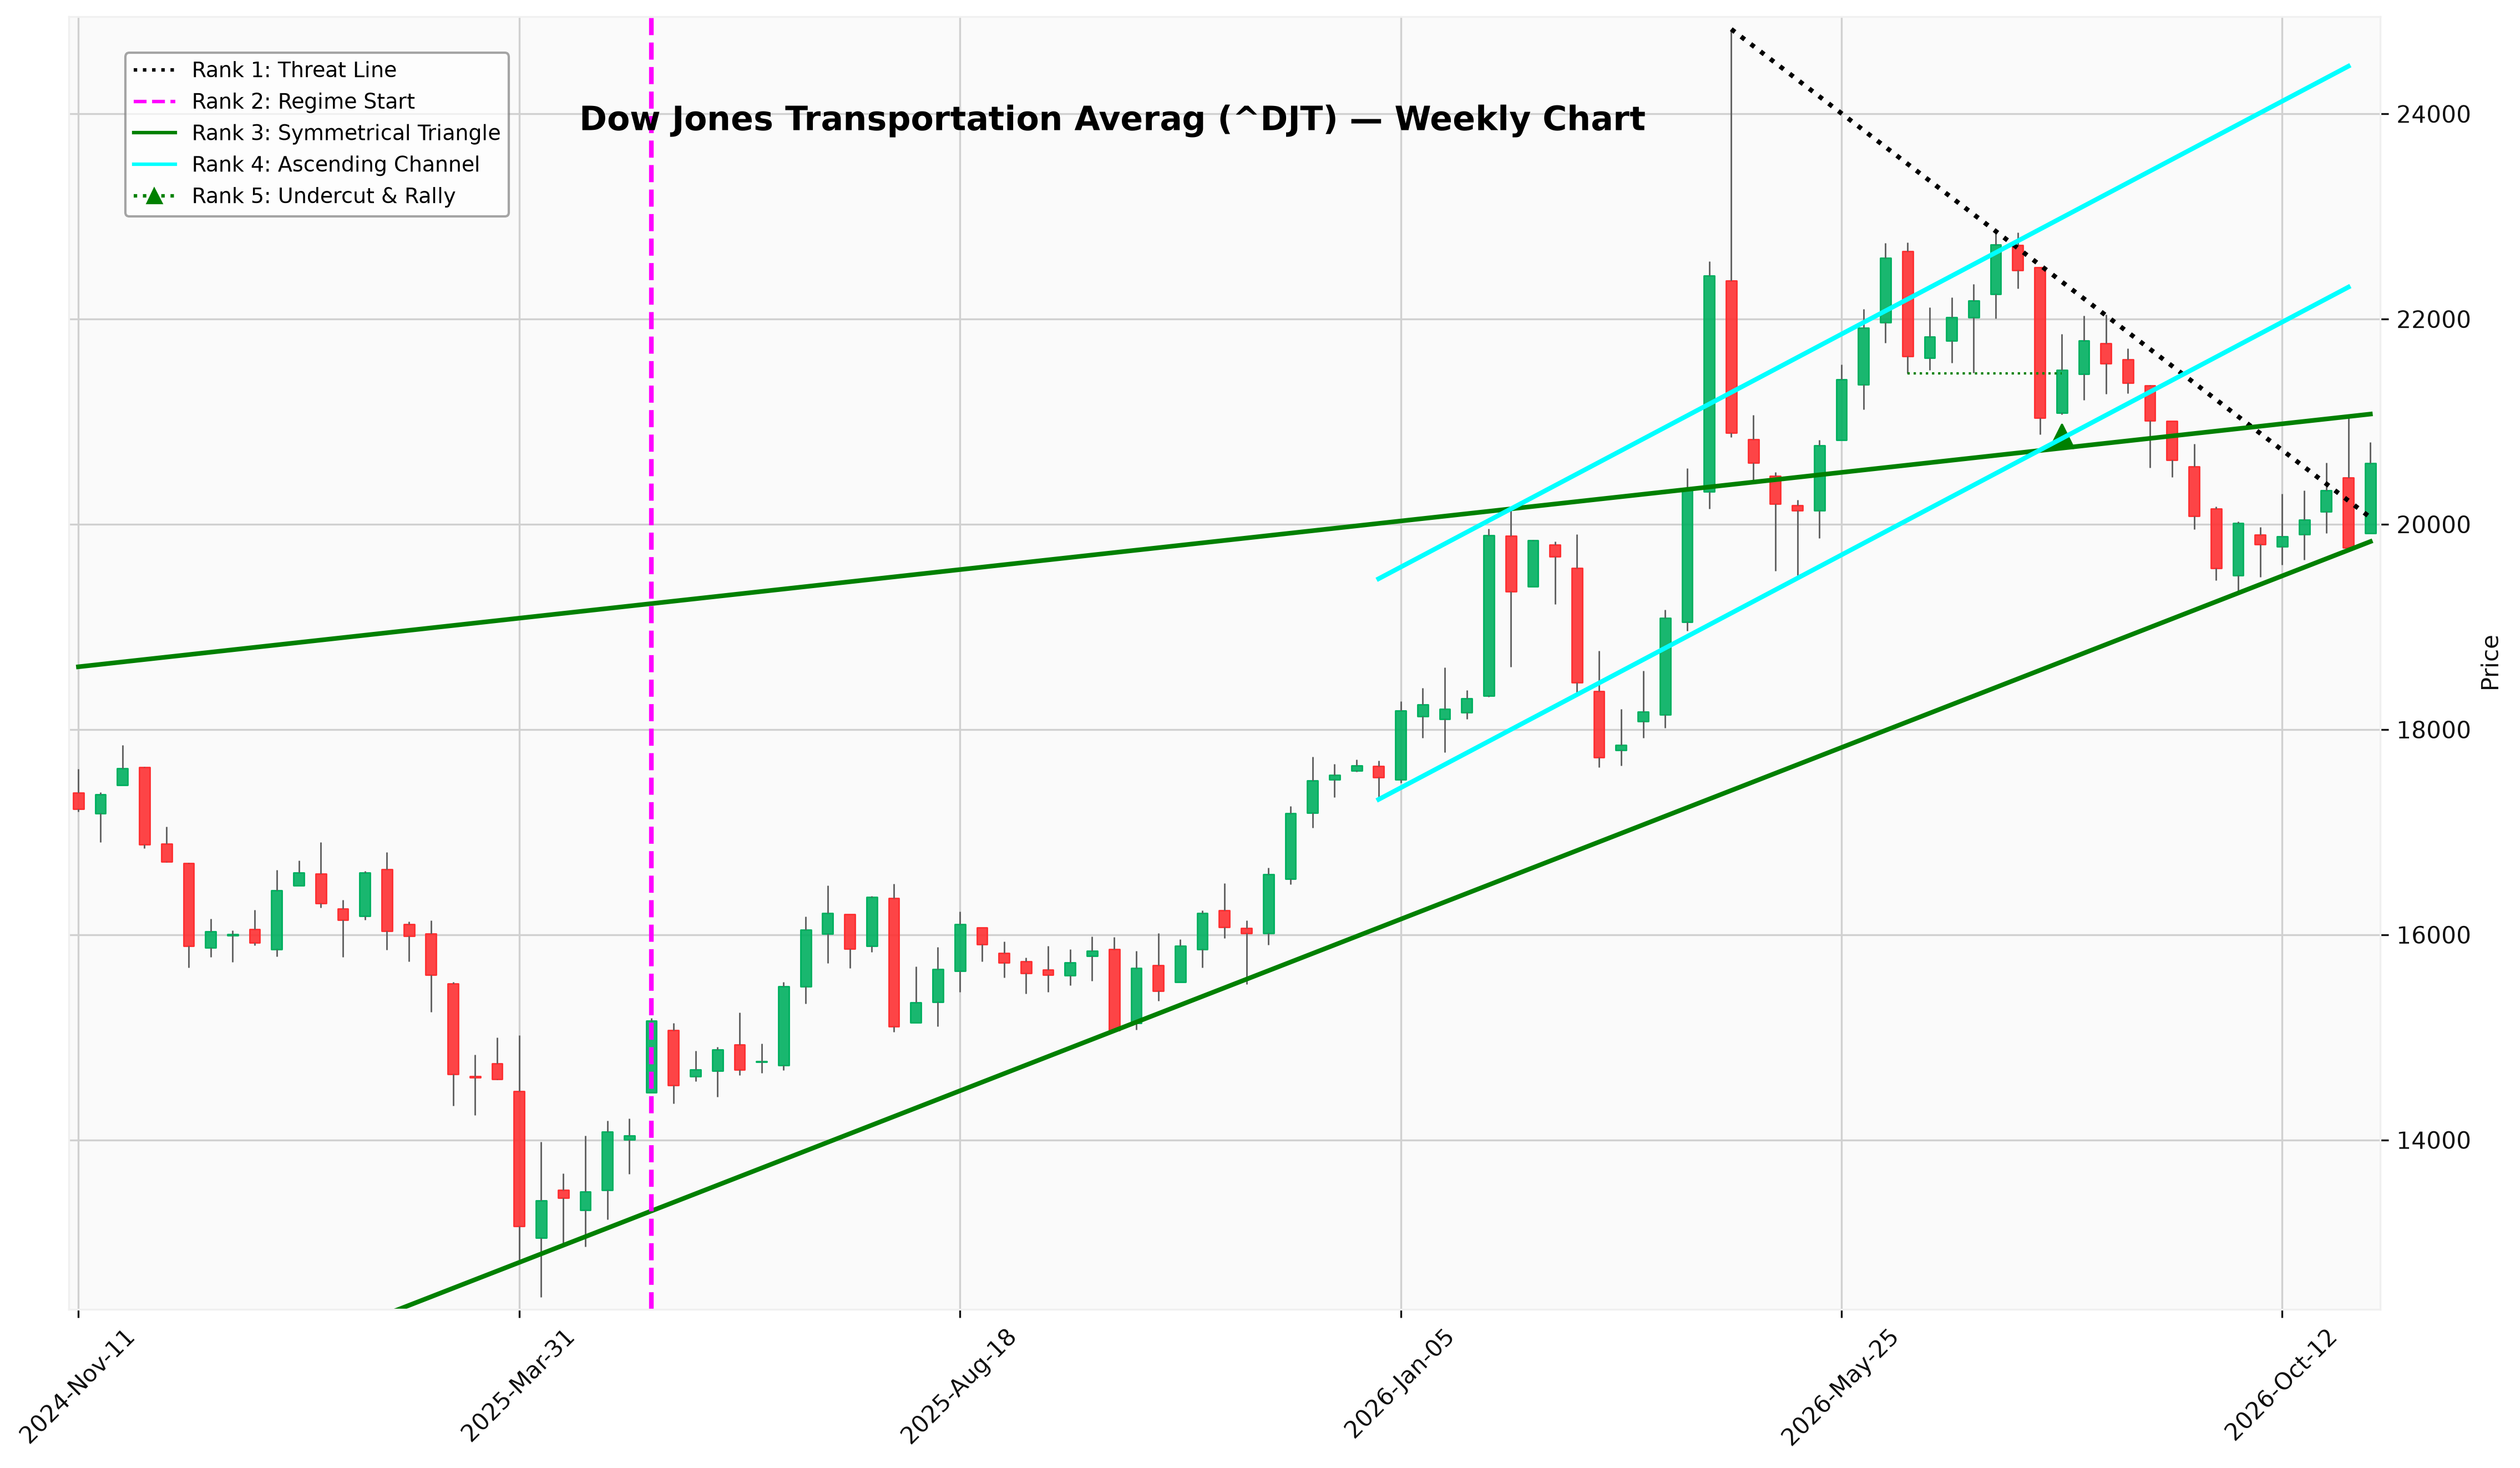 Rank 1: Threat Line
Rank 2: Regime Start
Rank 3: Symmetrical Triangle
Rank 4: Ascending Channel
Rank 5: Undercut & Rally
Dow Jones Transportation Averag (^DJT) — Weekly Chart
24000
22000
20000
18000
16000
14000
Price
2024-Nov-11
2025-Mar-31
2025-Aug-18
2026-Jan-05
2026-May-25
2026-Oct-12